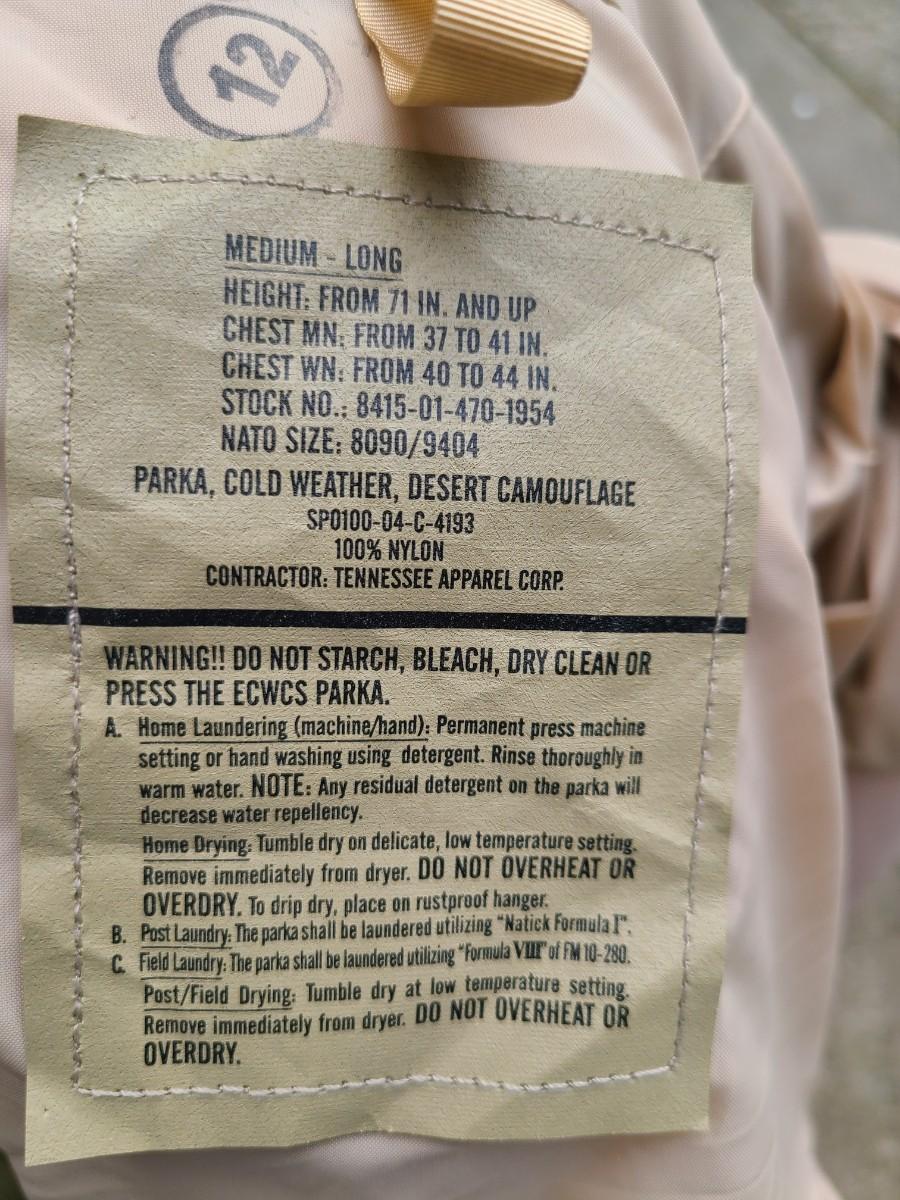 12
MEDIUM - LONG
HEIGHT: FROM 71 IN. AND UP
CHEST MN: FROM 37 TO 41 IN.
CHEST WN: FROM 40 TO 44 IN.
STOCK NO.: 8415-01-470-1954
NATO SIZE: 8090/9404
PARKA, COLD WEATHER, DESERT CAMOUFLAGE
SP0100-04-C-4193
100% NYLON
CONTRACTOR: TENNESSEE APPAREL CORP.
WARNING!! DO NOT STARCH, BLEACH, DRY CLEAN OR
PRESS THE ECWCS PARKA.
A. Home Laundering (machine/hand): Permanent press machine
setting or hand washing using detergent. Rinse thoroughly in
warm water. NOTE: Any residual detergent on the parka will
decrease water repellency.
Home Drying: Tumble dry on delicate, low temperature setting.
Remove immediately from dryer. DO NOT OVERHEAT OR
OVERDRY. To drip dry, place on rustproof hanger.
B. Post Laundry: The parka shall be laundered utilizing "Natick Formula I".
C. Field Laundry: The parka shall be laundered utilizing "Formula VIII" of FM 10-280.
Post/Field Drying: Tumble dry at low temperature setting.
Remove immediately from dryer. DO NOT OVERHEAT OR
OVERDRY.